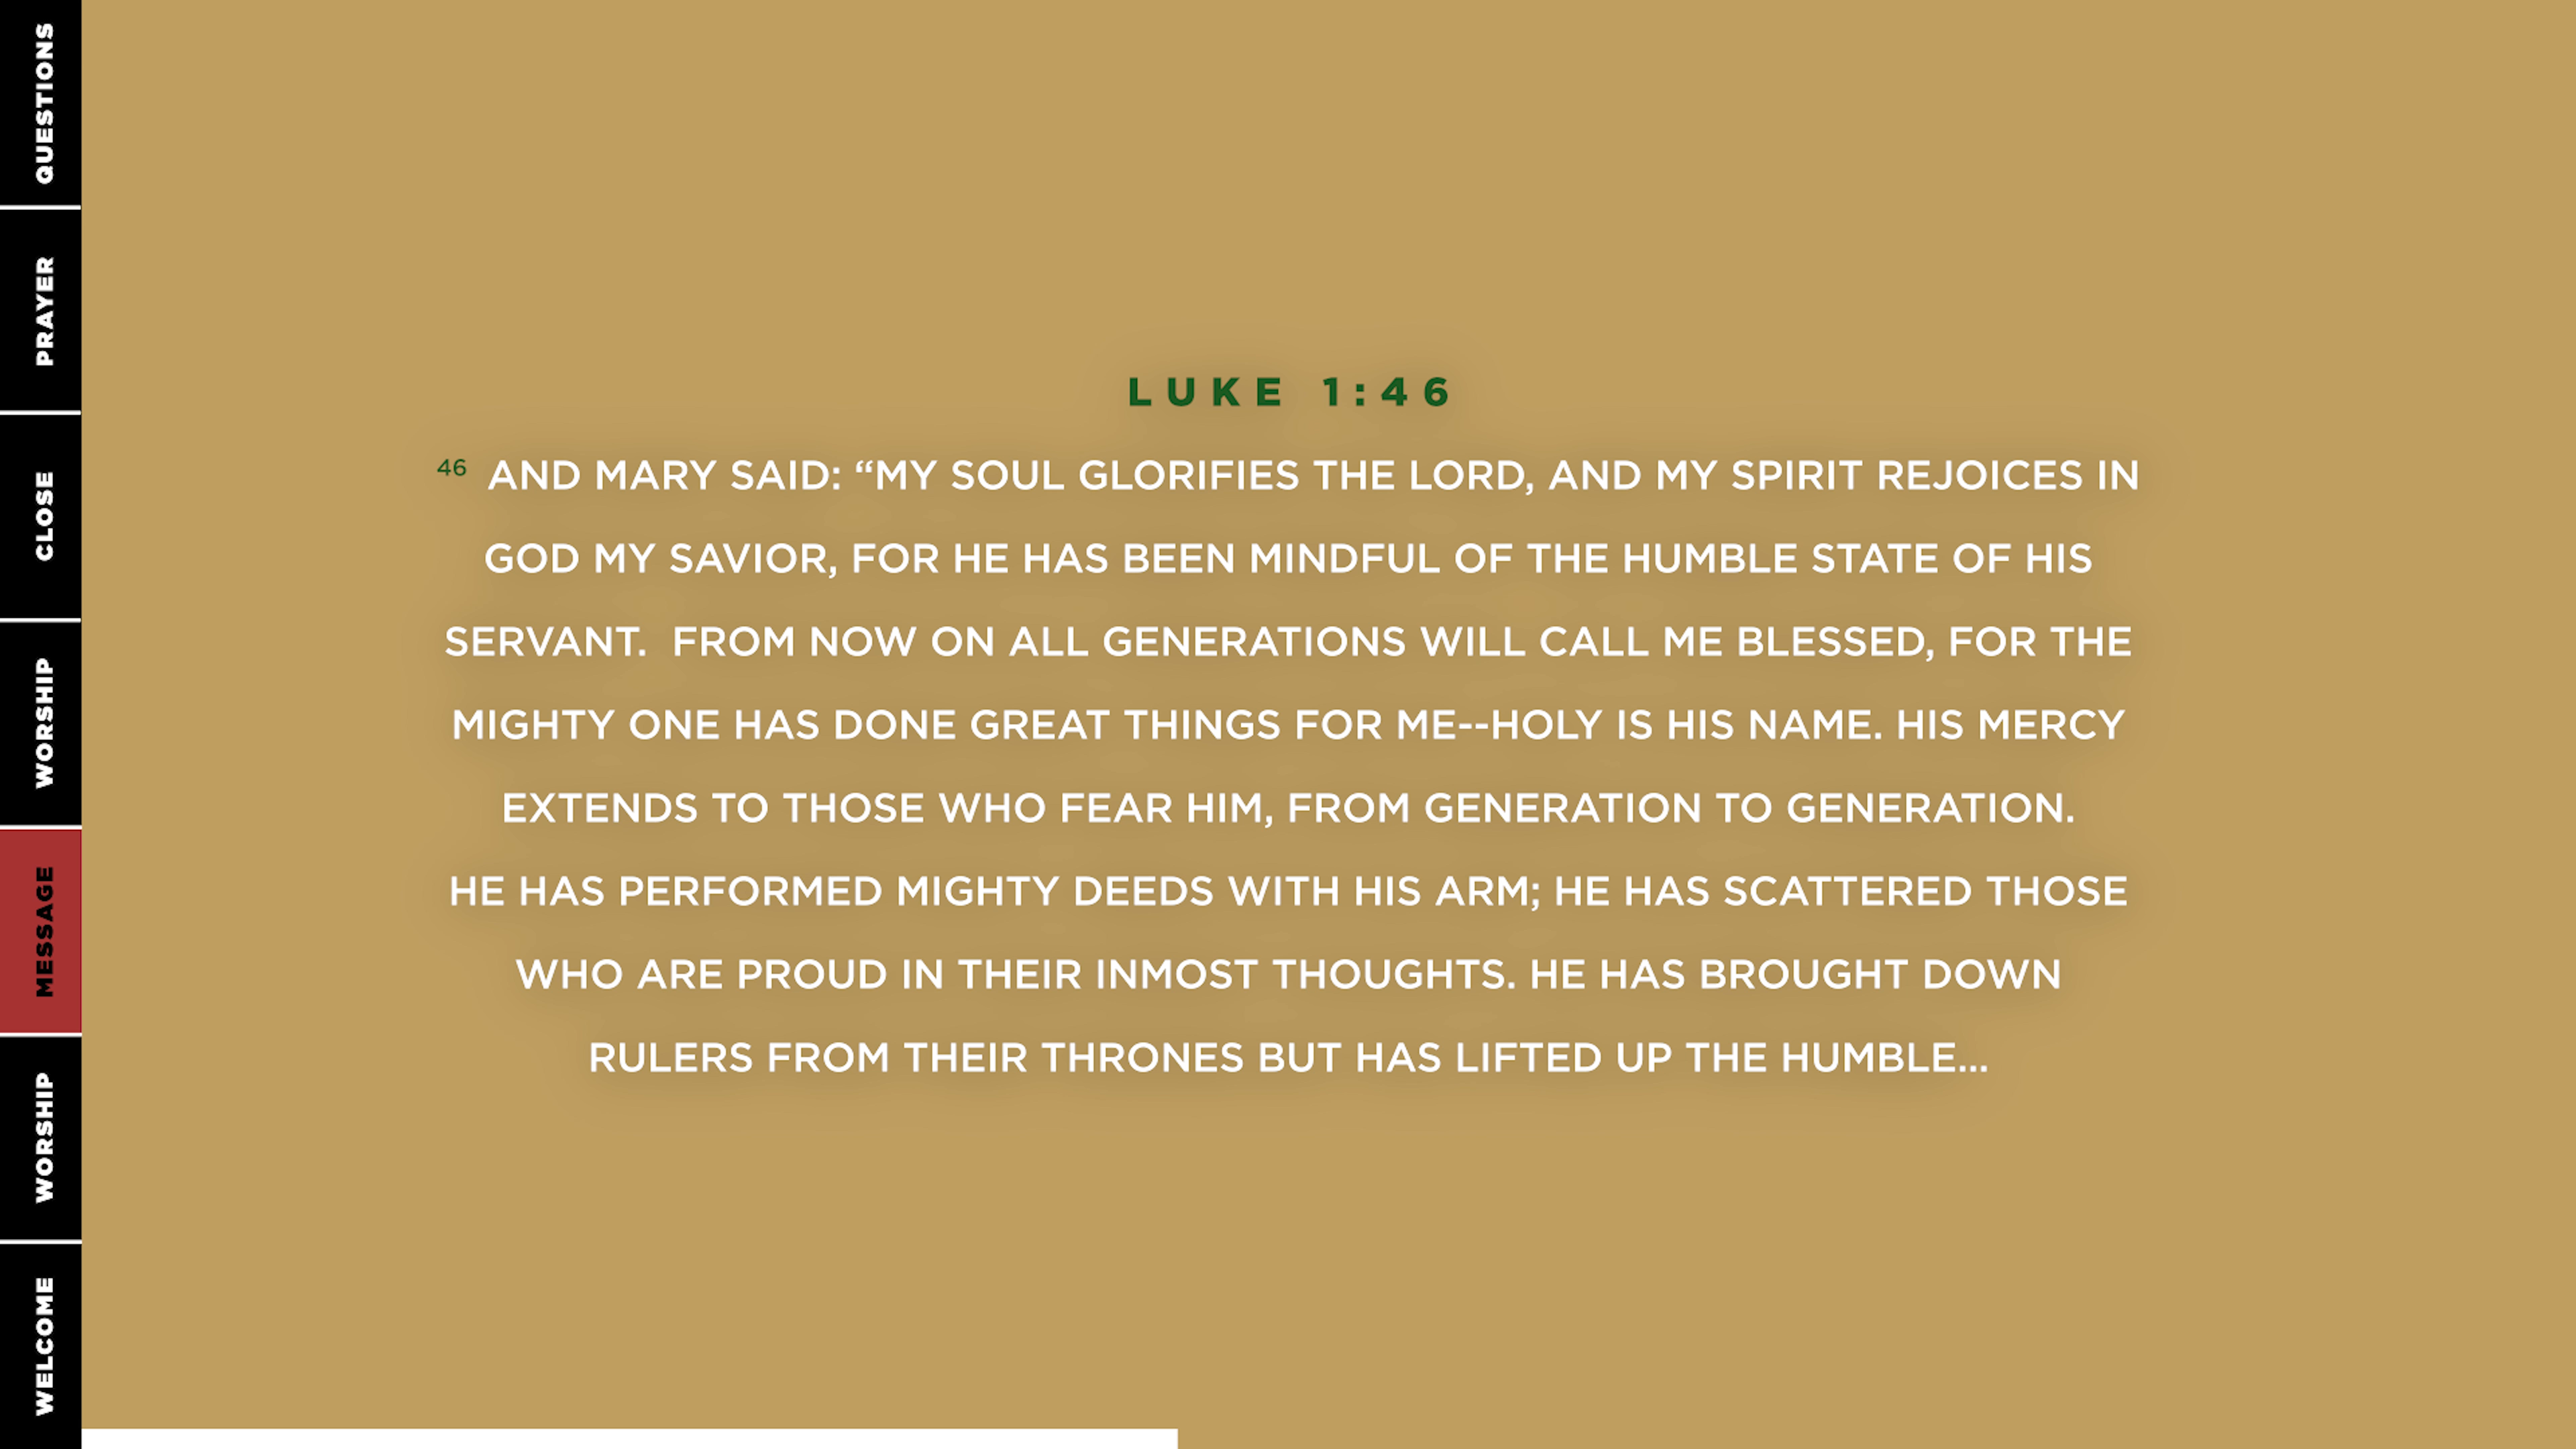 QUESTIONS
PRAYER
CLOSE
WORSHIP
MESSAGE
WORSHIP
WELCOME
LUKE 1:46
46 AND MARY SAID: “MY SOUL GLORIFIES THE LORD, AND MY SPIRIT REJOICES IN
GOD MY SAVIOR, FOR HE HAS BEEN MINDFUL OF THE HUMBLE STATE OF HIS
SERVANT.  FROM NOW ON ALL GENERATIONS WILL CALL ME BLESSED, FOR THE
MIGHTY ONE HAS DONE GREAT THINGS FOR ME--HOLY IS HIS NAME. HIS MERCY
EXTENDS TO THOSE WHO FEAR HIM, FROM GENERATION TO GENERATION.
HE HAS PERFORMED MIGHTY DEEDS WITH HIS ARM; HE HAS SCATTERED THOSE
WHO ARE PROUD IN THEIR INMOST THOUGHTS. HE HAS BROUGHT DOWN
RULERS FROM THEIR THRONES BUT HAS LIFTED UP THE HUMBLE...